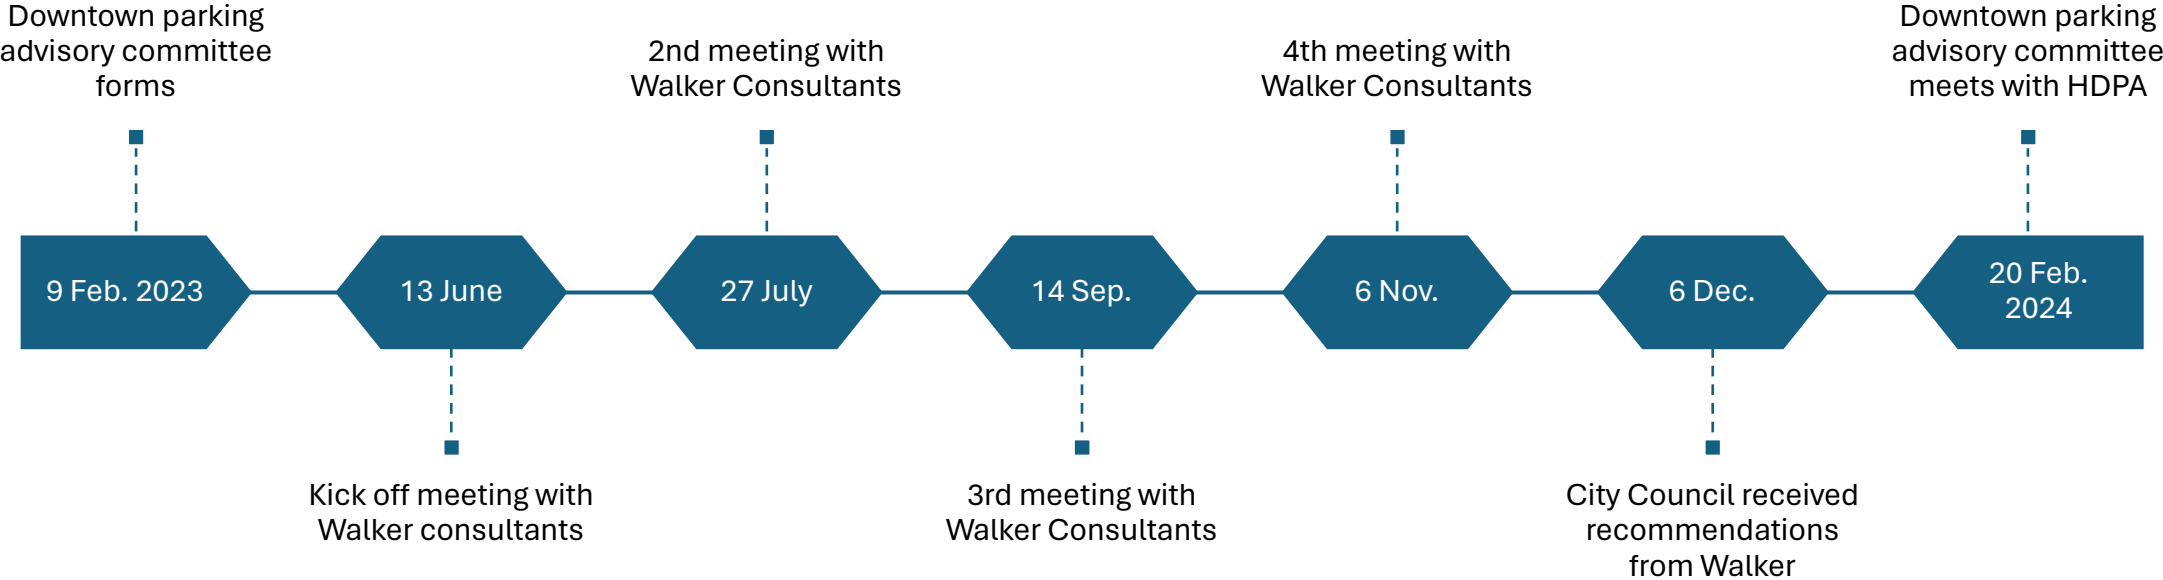 Downtown parking
advisory committee
forms
2nd meeting with
Walker Consultants
4th meeting with
Walker Consultants
Downtown parking
advisory committee
meets with HDPA
9 Feb. 2023
13 June
27 July
14 Sep.
6 Nov.
6 Dec.
20 Feb.
2024
Kick off meeting with
Walker consultants
3rd meeting with
Walker Consultants
City Council received
recommendations
from Walker